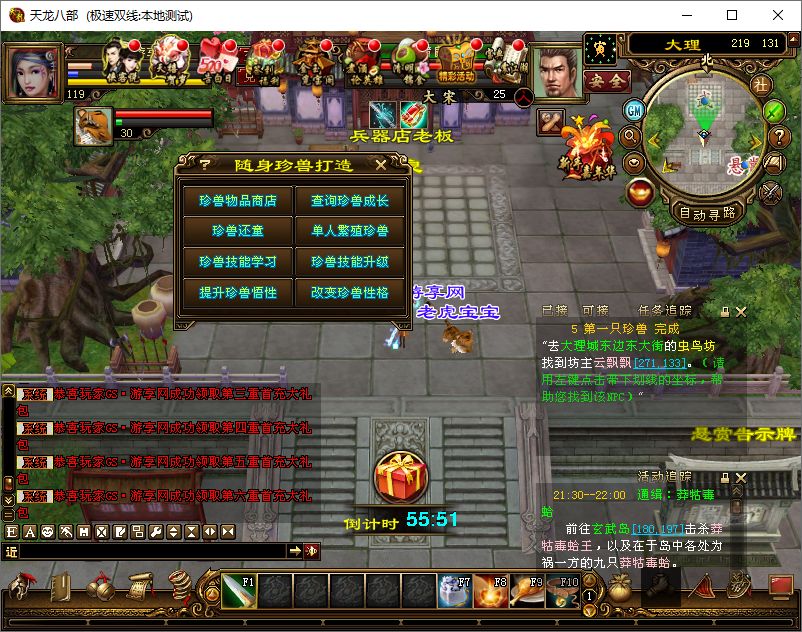 天龙八部 (极速双线:本地测试)
大理 219 131
北
119
大宋
25
安全
社
GM
30
兵器店老板
精彩活动
自动寻路
随身珍兽打造
珍兽物品商店 查询珍兽成长
珍兽还童 单人繁殖珍兽
珍兽技能学习 珍兽技能升级
提升珍兽悟性 改变珍兽性格
游享网
老虎宝宝
已接 可接 任务追踪
5 第一只珍兽 完成
“去大理城东边东大街的虫鸟坊
找到坊主云飘飘[271,133]。(请
用左键点击带下划线的坐标,帮
助您找到该NPC)“
悬赏告示牌
系统 恭喜玩家GS·游享网成功领取第三重首充大礼
包
系统 恭喜玩家GS·游享网成功领取第四重首充大礼
包
系统 恭喜玩家GS·游享网成功领取第五重首充大礼
包
系统 恭喜玩家GS·游享网成功领取第六重首充大礼
包
倒计时 55:51
活动追踪
21:30--22:00 通缉:莽牯毒
蛤
前往玄武岛[180,197]击杀莽
牯毒蛤王,以及在于岛中各处为
祸一方的九只莽牯毒蛤。
近
F1 F7 F8 F9 F10
1